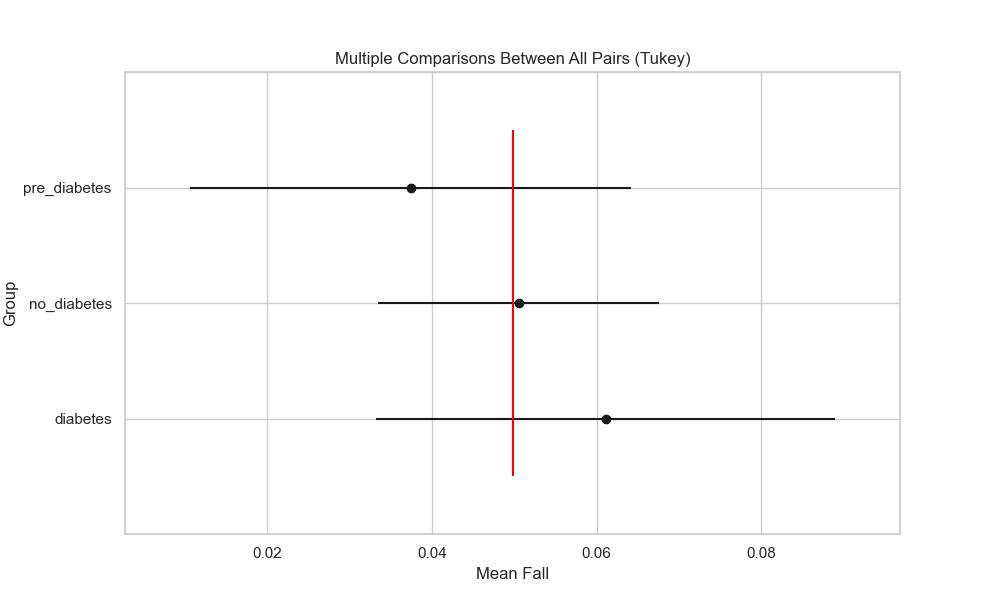 Multiple Comparisons Between All Pairs (Tukey)
pre_diabetes
no_diabetes
diabetes
Group
0.02 0.04 0.06 0.08
Mean Fall